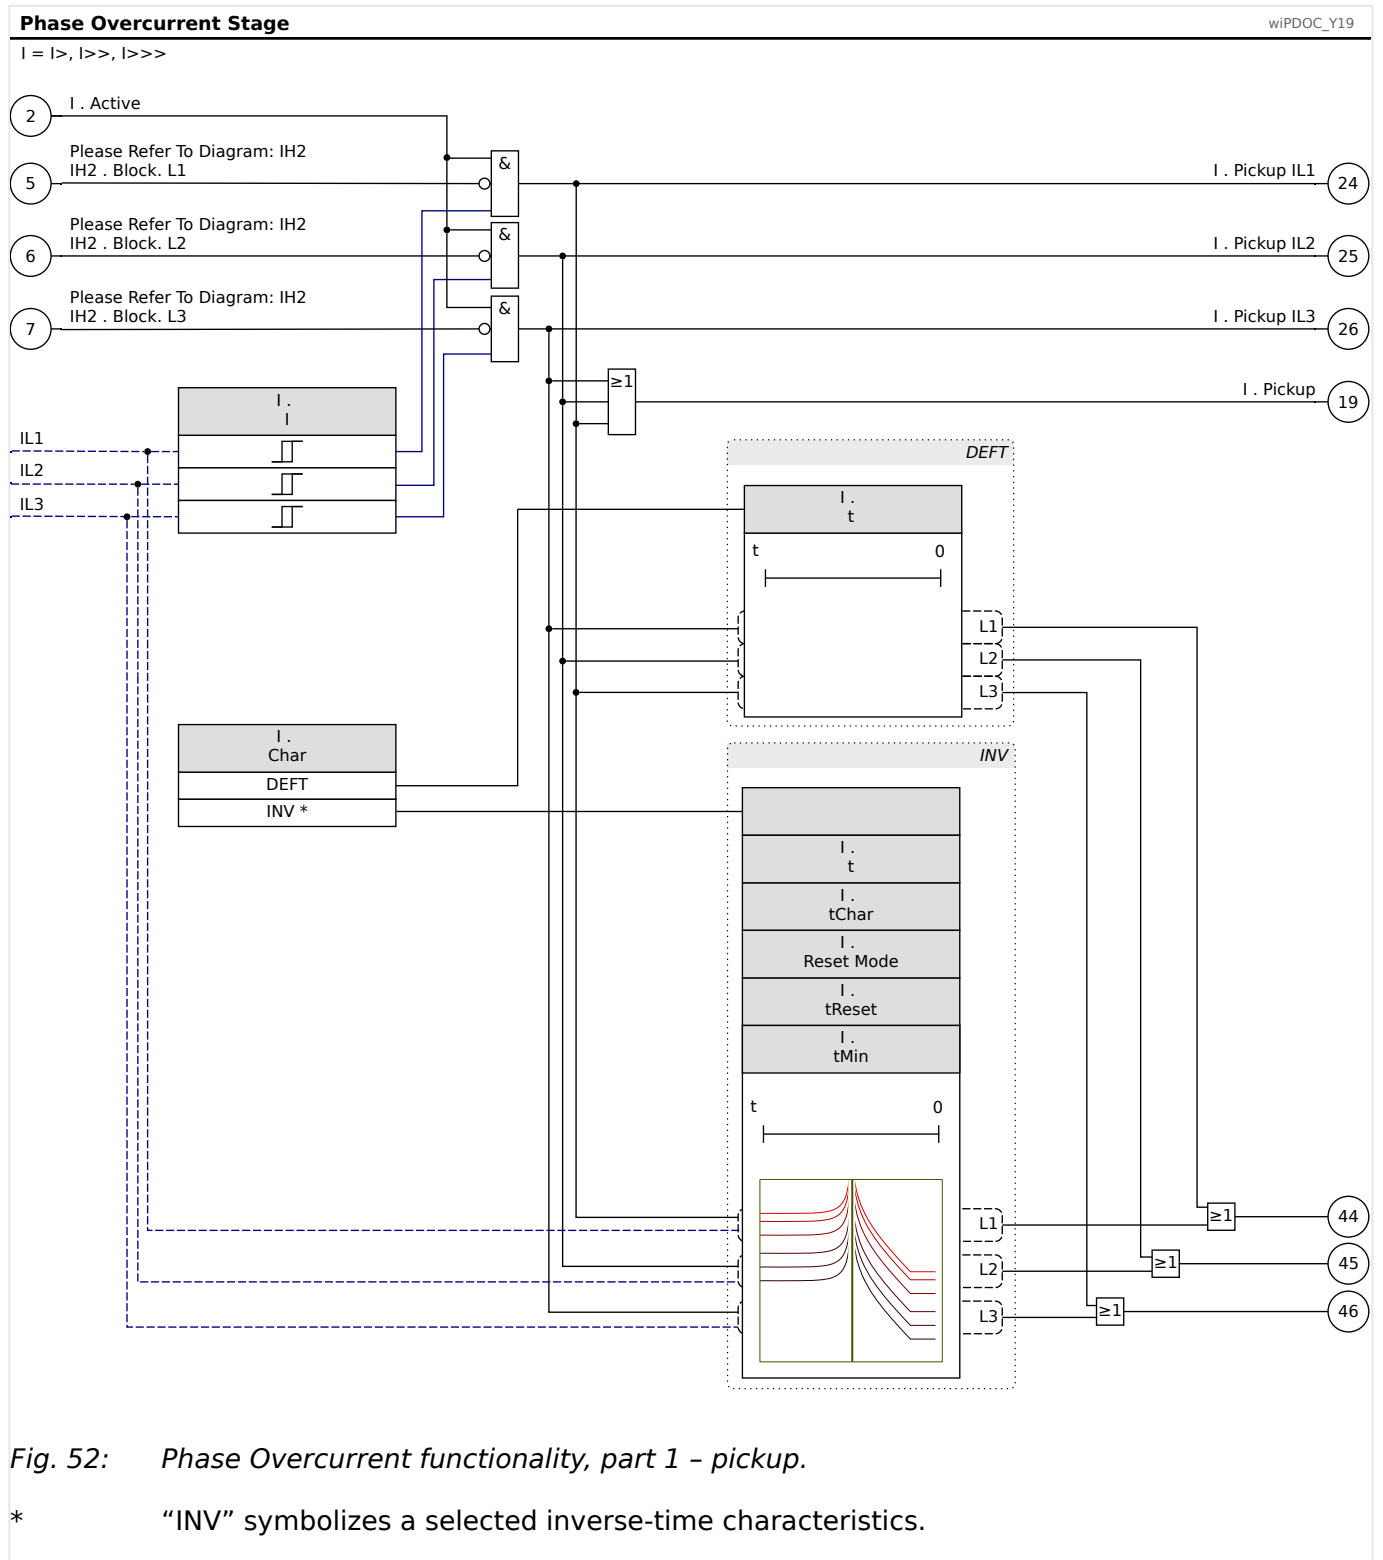 Phase Overcurrent Stage
wiPDOC_Y19
I = I>, I>>, I>>>
2
I . Active
Please Refer To Diagram: IH2
IH2 . Block. L1
5
&
I . Pickup IL1
24
Please Refer To Diagram: IH2
IH2 . Block. L2
6
&
I . Pickup IL2
25
Please Refer To Diagram: IH2
IH2 . Block. L3
7
&
I . Pickup IL3
26
≥1
I . Pickup
19
I .
I
IL1
IL2
IL3
DEFT
I .
t
t 0
L1
L2
L3
I .
Char
DEFT
INV *
INV
I .
t
I .
tChar
I .
Reset Mode
I .
tReset
I .
tMin
t 0
L1
≥1
44
L2
≥1
45
L3
≥1
46
Fig. 52: Phase Overcurrent functionality, part 1 – pickup.
* “INV” symbolizes a selected inverse-time characteristics.